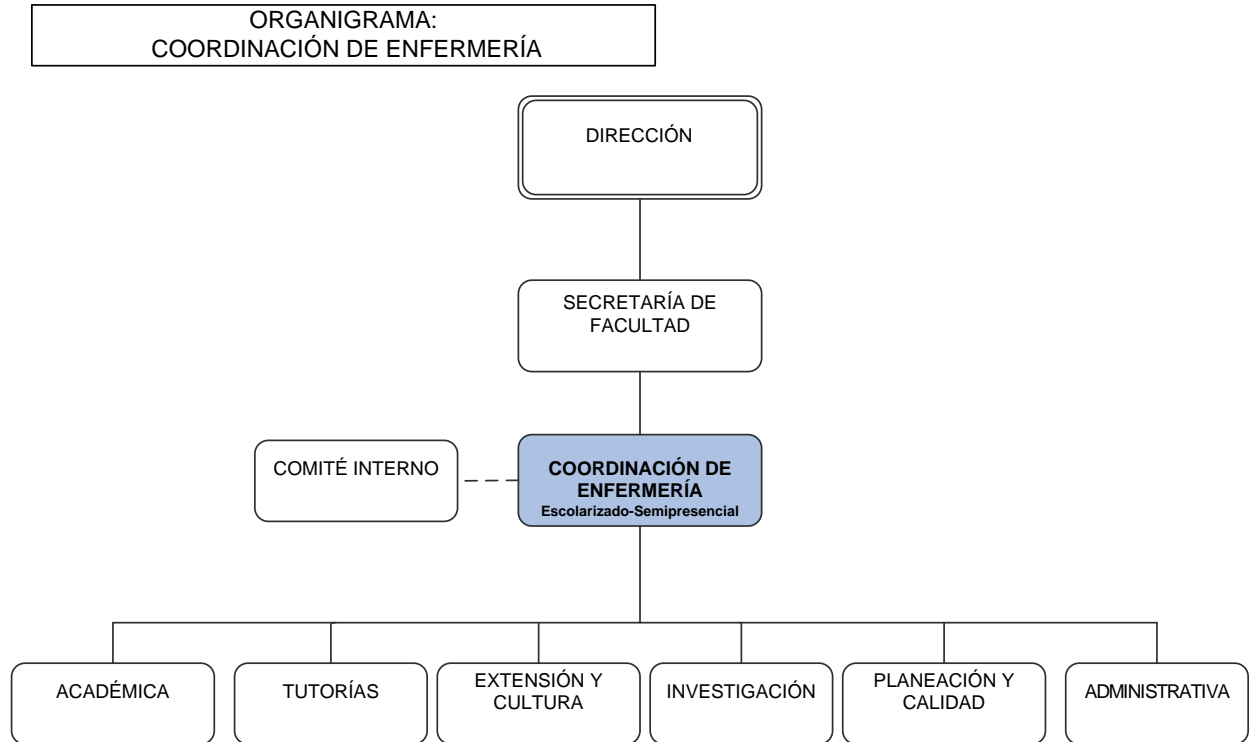 ORGANIGRAMA:
COORDINACIÓN DE ENFERMERÍA
DIRECCIÓN
SECRETARÍA DE
FACULTAD
COMITÉ INTERNO
COORDINACIÓN DE
ENFERMERÍA
Escolarizado-Semipresencial
ACADÉMICA
TUTORÍAS
EXTENSIÓN Y
CULTURA
INVESTIGACIÓN
PLANEACIÓN Y
CALIDAD
ADMINISTRATIVA